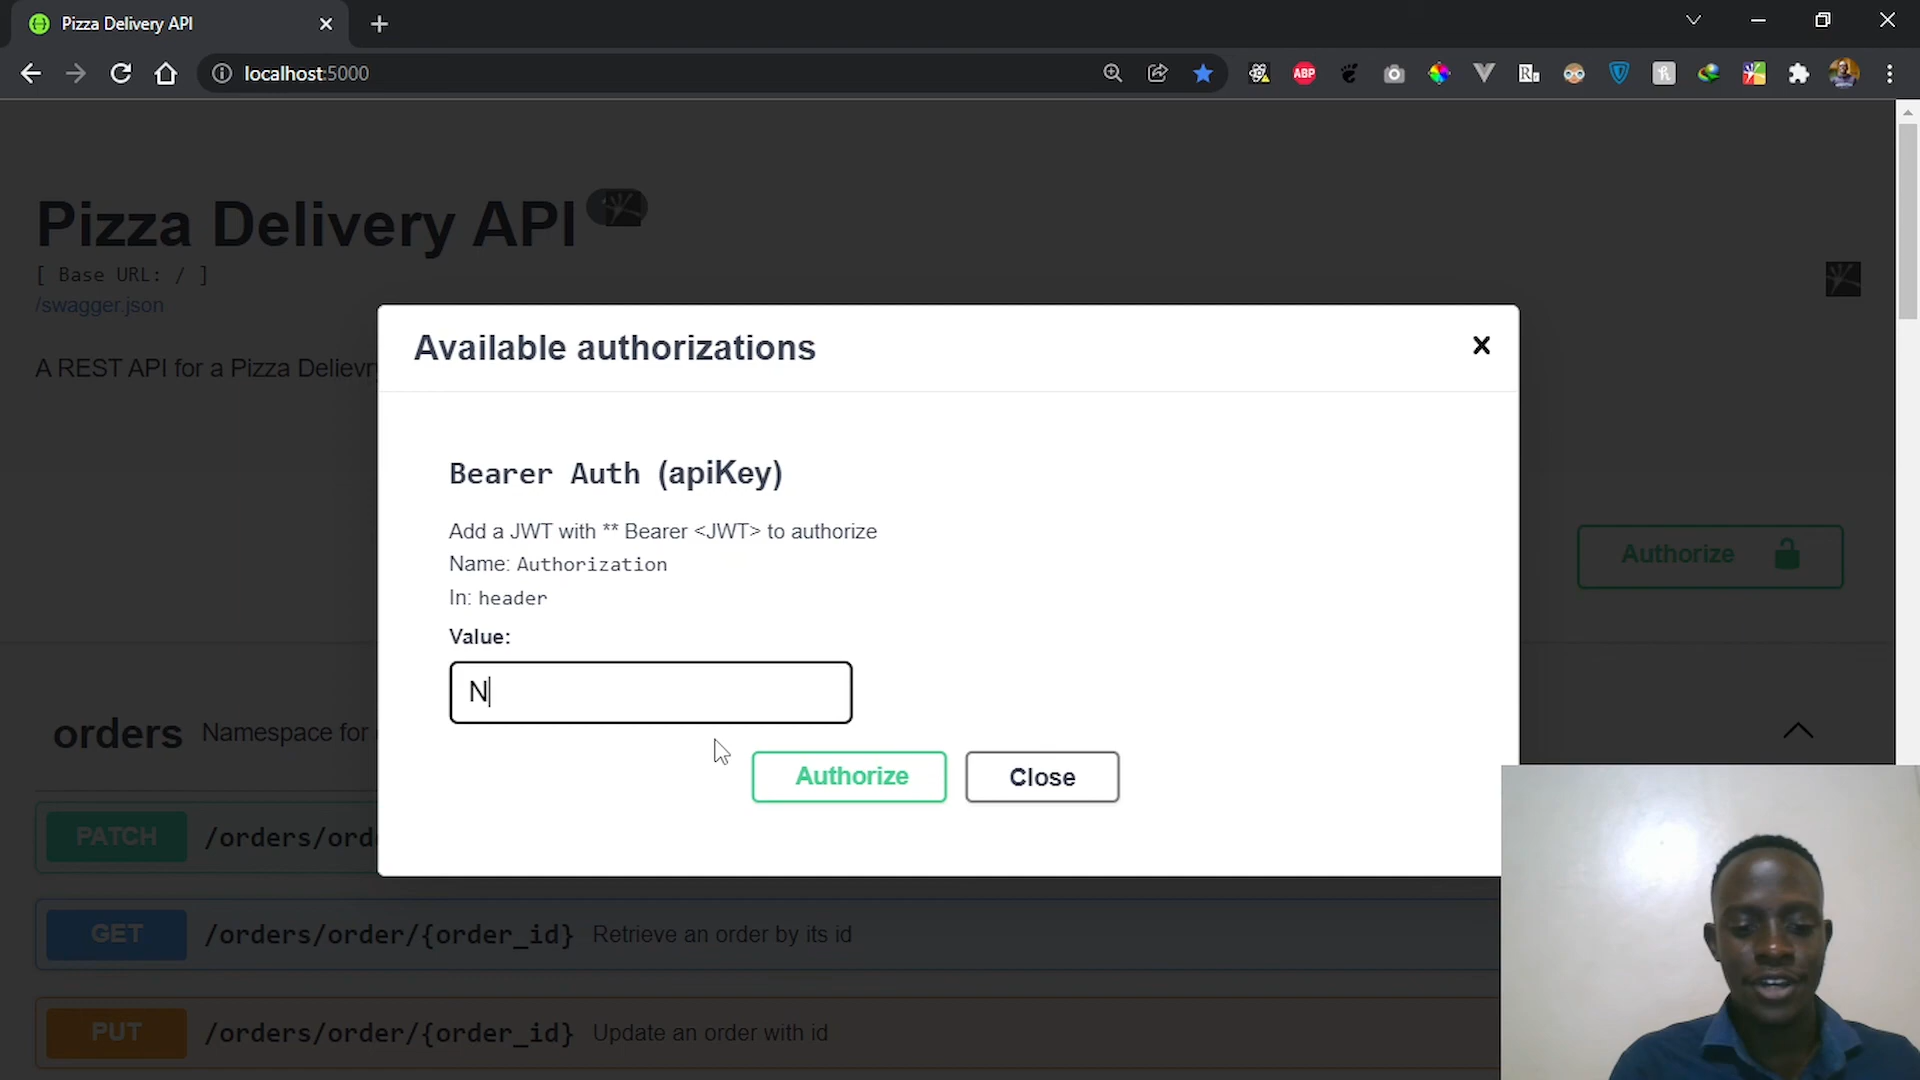 Pizza Delivery API
localhost:5000
ABP
Pizza Delivery API
[ Base URL: / ]
/swagger.json
A REST API for a Pizza Delievry
Available authorizations
Bearer Auth (apiKey)
Add a JWT with ** Bearer <JWT> to authorize
Name: Authorization
In: header
Value:
N
Authorize
Close
Authorize
orders Namespace for
PATCH /orders/ord
GET /orders/order/{order_id} Retrieve an order by its id
PUT /orders/order/{order_id} Update an order with id